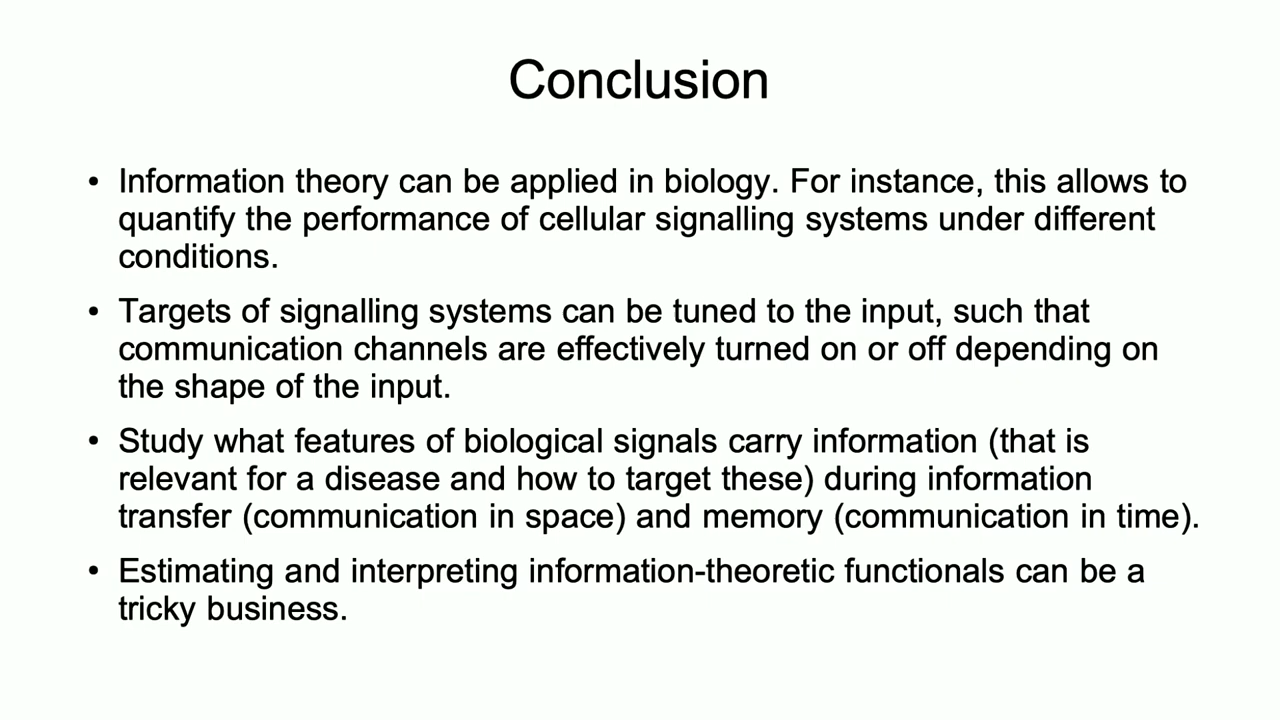 Conclusion
• Information theory can be applied in biology. For instance, this allows to
quantify the performance of cellular signalling systems under different
conditions.
• Targets of signalling systems can be tuned to the input, such that
communication channels are effectively turned on or off depending on
the shape of the input.
• Study what features of biological signals carry information (that is
relevant for a disease and how to target these) during information
transfer (communication in space) and memory (communication in time).
• Estimating and interpreting information-theoretic functionals can be a
tricky business.